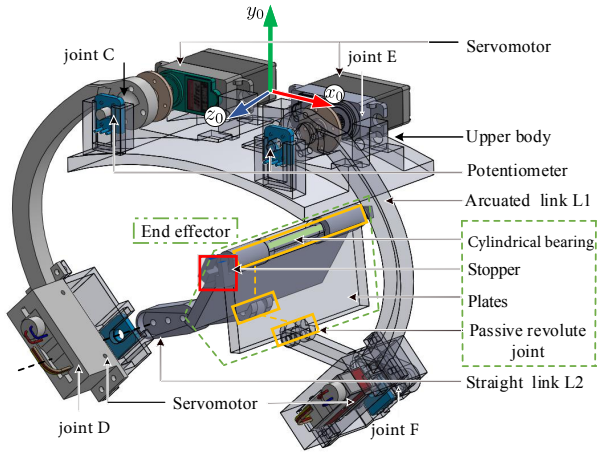 y0
joint C
joint E
Servomotor
x0
z0
Upper body
Potentiometer
Arcuated link L1
End effector
Cylindrical bearing
Stopper
Plates
Passive revolute
joint
Straight link L2
Servomotor
joint D
joint F